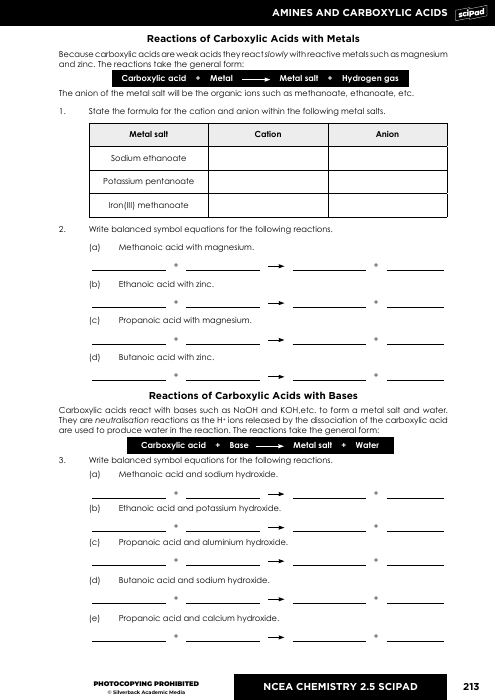 AMINES AND CARBOXYLIC ACIDS scipad
Reactions of Carboxylic Acids with Metals
Because carboxylic acids are weak acids they react slowly with reactive metals such as magnesium
and zinc. The reactions take the general form:
Carboxylic acid + Metal ⟶ Metal salt + Hydrogen gas
The anion of the metal salt will be the organic ions such as methanoate, ethanoate, etc.
1. State the formula for the cation and anion within the following metal salts.
Metal salt Cation Anion
Sodium ethanoate
Potassium pentanoate
Iron(III) methanoate
2. Write balanced symbol equations for the following reactions.
(a) Methanoic acid with magnesium.
+ ⟶ +
(b) Ethanoic acid with zinc.
+ ⟶ +
(c) Propanoic acid with magnesium.
+ ⟶ +
(d) Butanoic acid with zinc.
+ ⟶ +
Reactions of Carboxylic Acids with Bases
Carboxylic acids react with bases such as NaOH and KOH,etc. to form a metal salt and water.
They are neutralisation reactions as the H⁺ ions released by the dissociation of the carboxylic acid
are used to produce water in the reaction. The reactions take the general form:
Carboxylic acid + Base ⟶ Metal salt + Water
3. Write balanced symbol equations for the following reactions.
(a) Methanoic acid and sodium hydroxide.
+ ⟶ +
(b) Ethanoic acid and potassium hydroxide.
+ ⟶ +
(c) Propanoic acid and aluminium hydroxide.
+ ⟶ +
(d) Butanoic acid and sodium hydroxide.
+ ⟶ +
(e) Propanoic acid and calcium hydroxide.
+ ⟶ +
PHOTOCOPYING PROHIBITED
© Silverback Academic Media
NCEA CHEMISTRY 2.5 SCIPAD 213